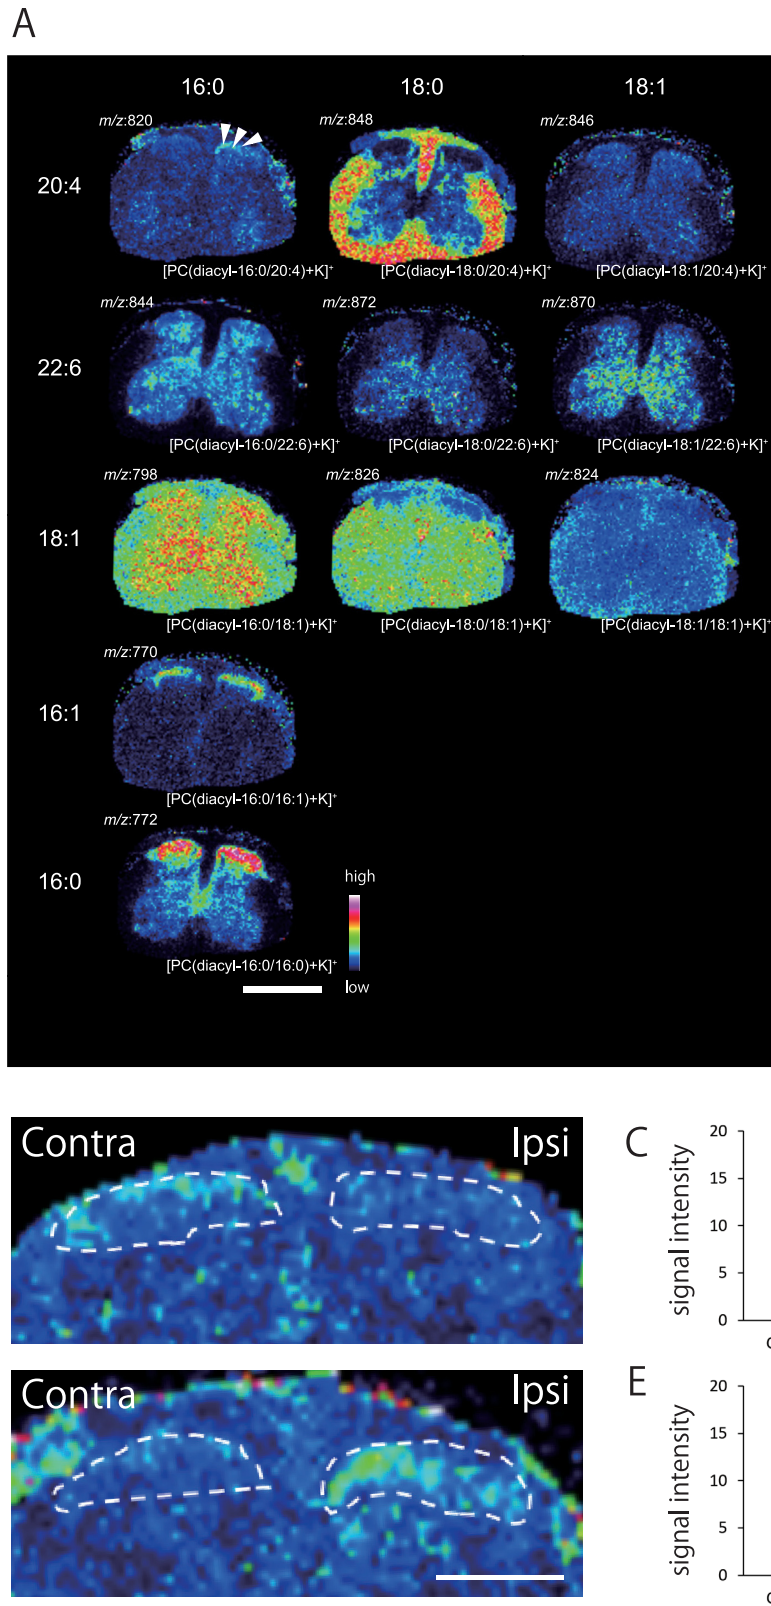 A
16:0 18:0 18:1
m/z:820 m/z:848 m/z:846
20:4
[PC(diacyl-16:0/20:4)+K]⁺ [PC(diacyl-18:0/20:4)+K]⁺ [PC(diacyl-18:1/20:4)+K]⁺
m/z:844 m/z:872 m/z:870
22:6
[PC(diacyl-16:0/22:6)+K]⁺ [PC(diacyl-18:0/22:6)+K]⁺ [PC(diacyl-18:1/22:6)+K]⁺
m/z:798 m/z:826 m/z:824
18:1
[PC(diacyl-16:0/18:1)+K]⁺ [PC(diacyl-18:0/18:1)+K]⁺ [PC(diacyl-18:1/18:1)+K]⁺
m/z:770
16:1
[PC(diacyl-16:0/16:1)+K]⁺
m/z:772
16:0
high
[PC(diacyl-16:0/16:0)+K]⁺
low
Contra Ipsi
C
signal intensity
20
15
10
5
0
c
Contra Ipsi
E
signal intensity
20
15
10
5
0
c